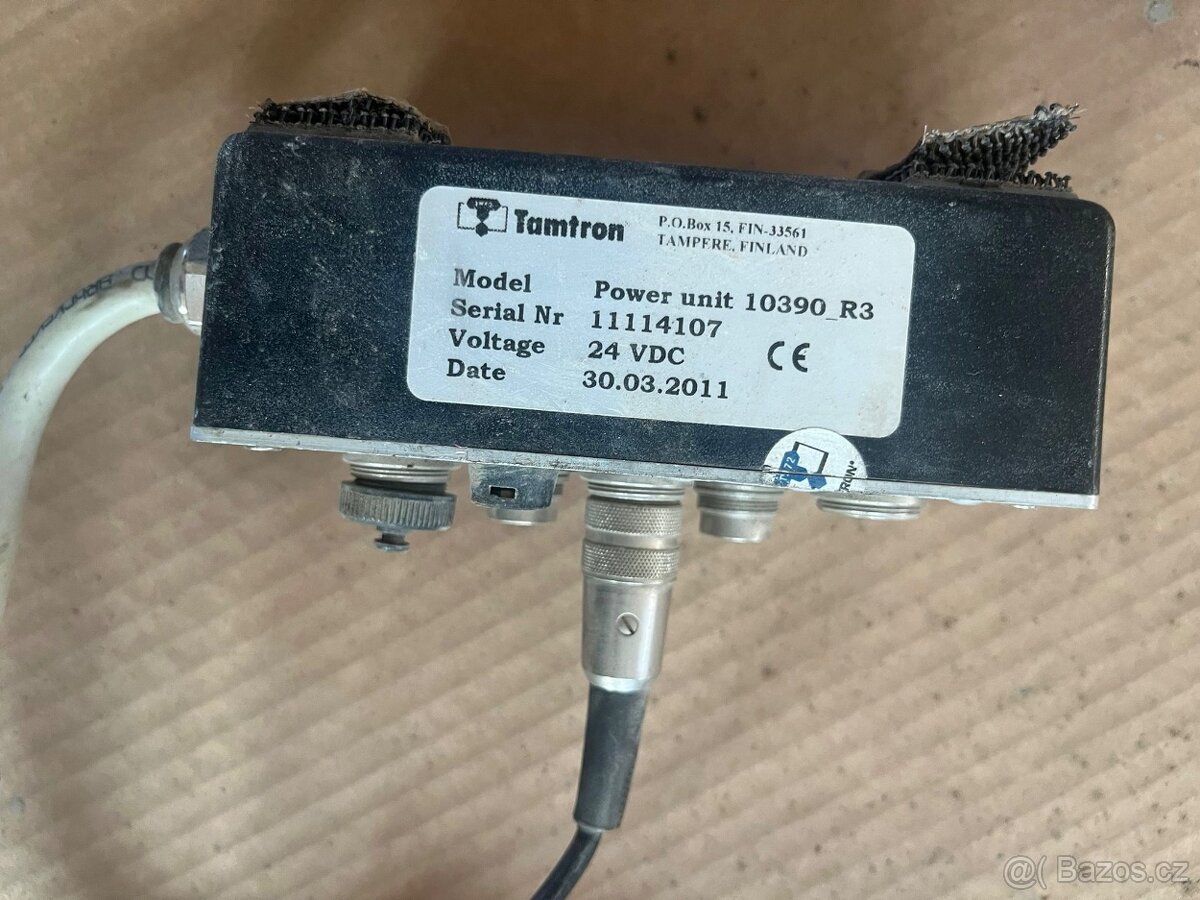 Tamtron
P.O.Box 15, FIN-33561
TAMPERE, FINLAND
Model Power unit 10390_R3
Serial Nr 11114107
Voltage 24 VDC CE
Date 30.03.2011
@( Bazos.cz